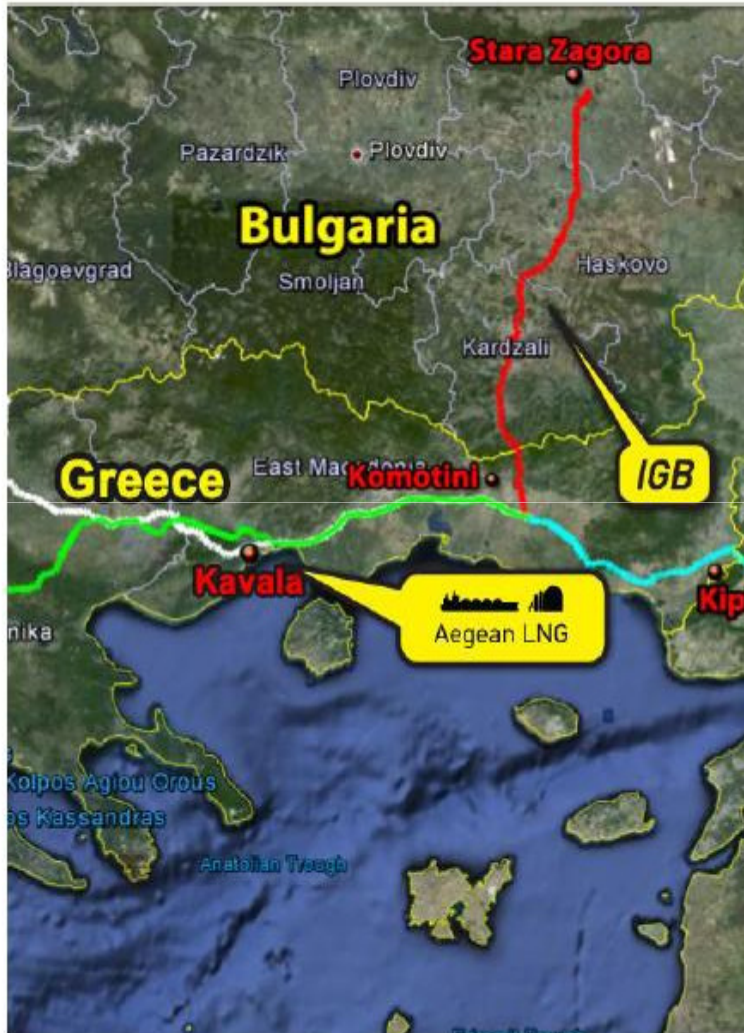 Stara Zagora
Plovdiv
Pazardzik
Plovdiv
Bulgaria
Blagoevgrad
Smoljan
Haskovo
Kardzali
IGB
Greece
East Macedonia
Komotini
Kavala
Kip
Aegean LNG
nika
Kolpos Agiou Orous
os Kassandras
Anatolian Trough